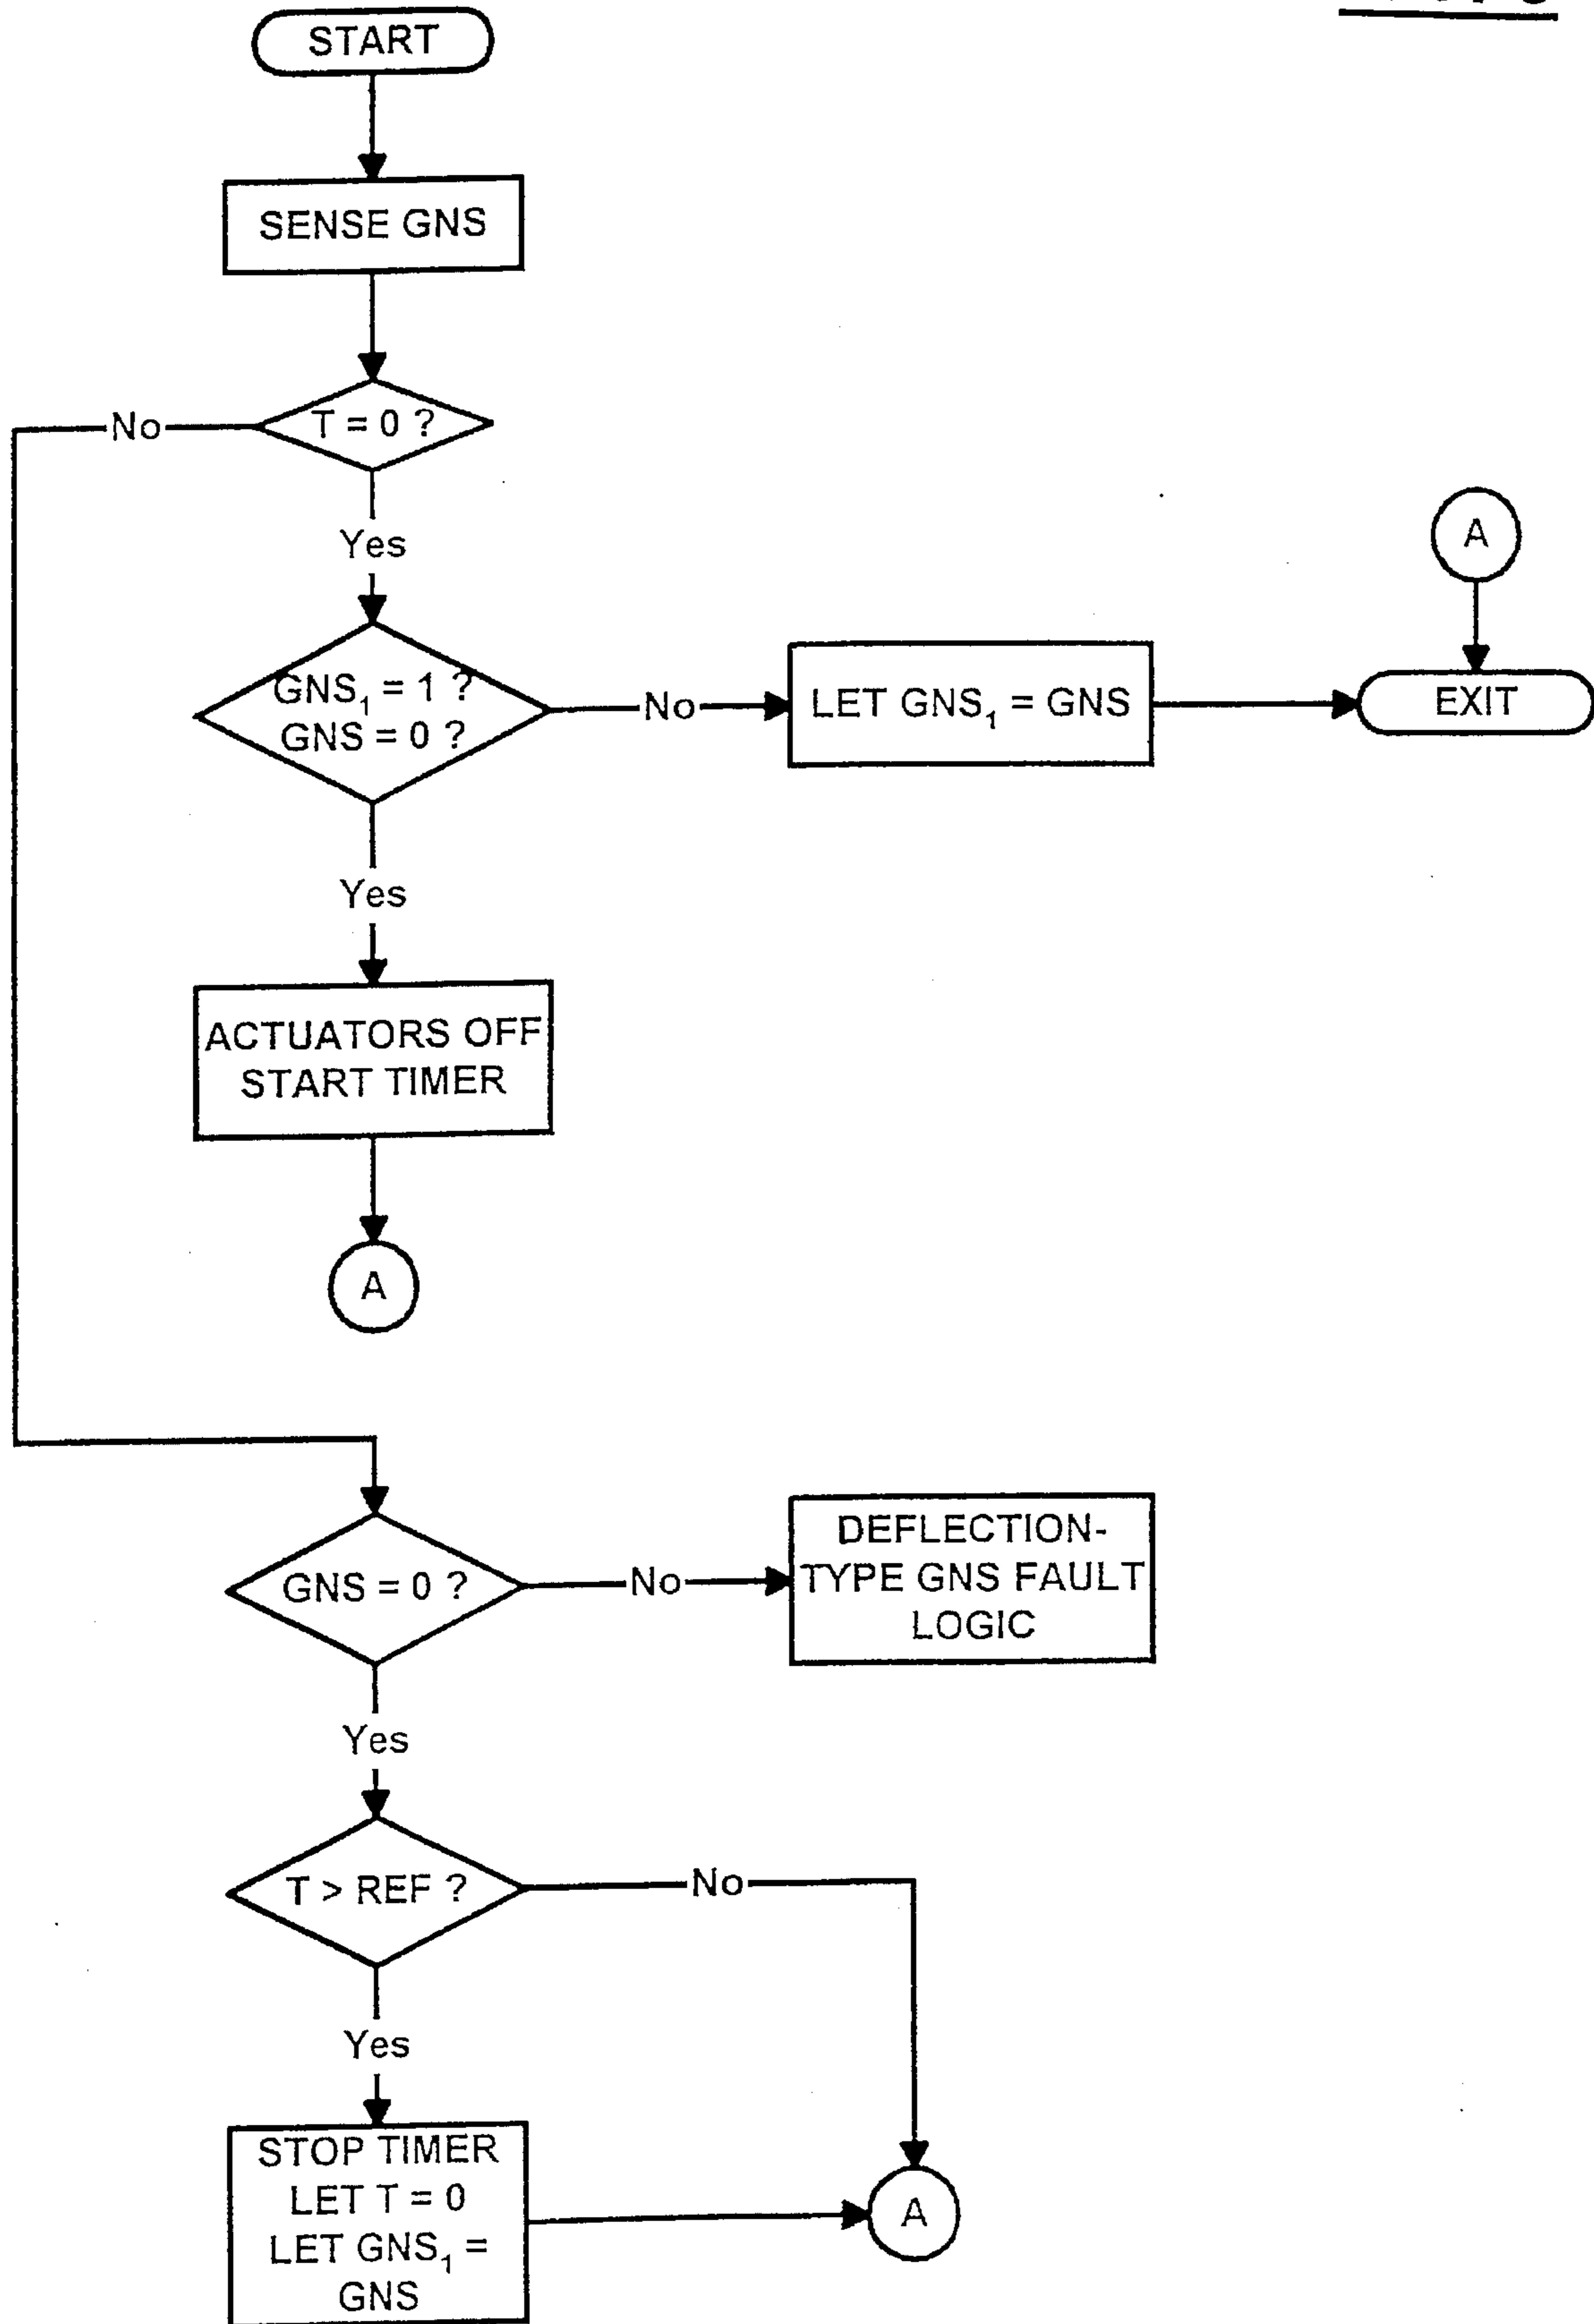 START
SENSE GNS
T = 0 ?
No
Yes
A
GNS₁ = 1 ?
GNS = 0 ?
No
LET GNS₁ = GNS
EXIT
Yes
ACTUATORS OFF
START TIMER
A
GNS = 0 ?
No
DEFLECTION-
TYPE GNS FAULT
LOGIC
Yes
T > REF ?
No
Yes
STOP TIMER
LET T = 0
LET GNS₁ =
GNS
A